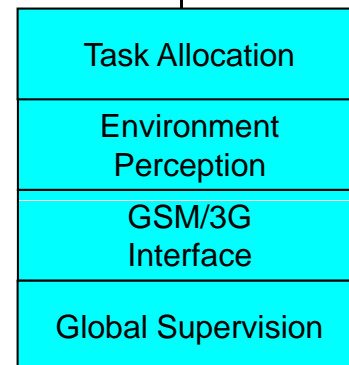 Task Allocation
Environment
Perception
GSM/3G
Interface
Global Supervision